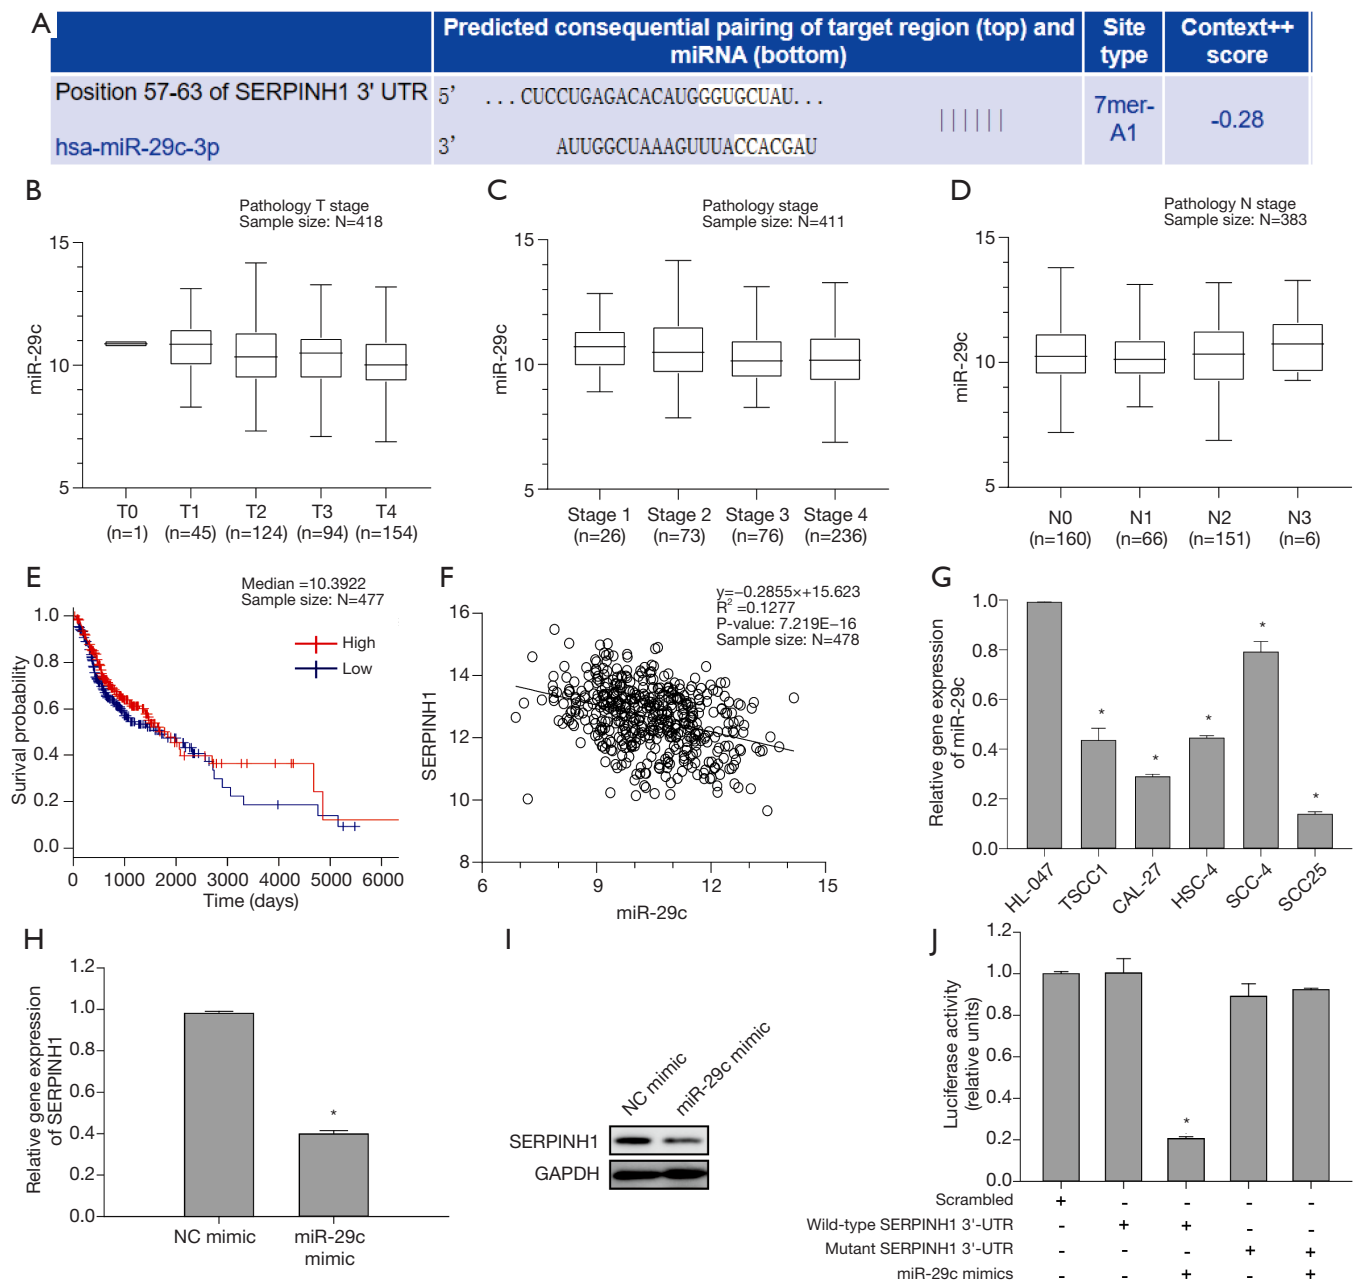 A
Predicted consequential pairing of target region (top) and miRNA (bottom)
Site type
Context++ score
Position 57-63 of SERPINH1 3' UTR
5' ...CUCCUGAGACACAUGGGUGCUAU...
hsa-miR-29c-3p
3' AUUGGCUAAAGUUUACCACGAU
7mer-A1
-0.28
B
Pathology T stage
Sample size: N=418
miR-29c
15
10
5
T0 T1 T2 T3 T4
(n=1) (n=45) (n=124) (n=94) (n=154)
C
Pathology stage
Sample size: N=411
miR-29c
15
10
5
Stage 1 Stage 2 Stage 3 Stage 4
(n=26) (n=73) (n=76) (n=236)
D
Pathology N stage
Sample size: N=383
miR-29c
15
10
5
N0 N1 N2 N3
(n=160) (n=66) (n=151) (n=6)
E
Median =10.3922
Sample size: N=477
High
Low
Surival probability
1.0
0.8
0.6
0.4
0.2
0.0
0 1000 2000 3000 4000 5000 6000
Time (days)
F
y=−0.2855×+15.623
R2 =0.1277
P-value: 7.219E−16
Sample size: N=478
SERPINH1
16
14
12
10
8
6 9 12 15
miR-29c
G
Relative gene expression
of miR-29c
1.0
0.8
0.6
0.4
0.2
0.0
* * * * *
HL-047 TSCC1 CAL-27 HSC-4 SCC-4 SCC25
H
Relative gene expression
of SERPINH1
1.2
1.0
0.8
0.6
0.4
0.2
0.0
*
NC mimic miR-29c mimic
I
NC mimic miR-29c mimic
SERPINH1
GAPDH
J
Luciferase activity
(relative units)
1.2
1.0
0.8
0.6
0.4
0.2
0.0
*
Scrambled + - - - -
Wild-type SERPINH1 3'-UTR - + + - -
Mutant SERPINH1 3'-UTR - - - + +
miR-29c mimics - - + - +